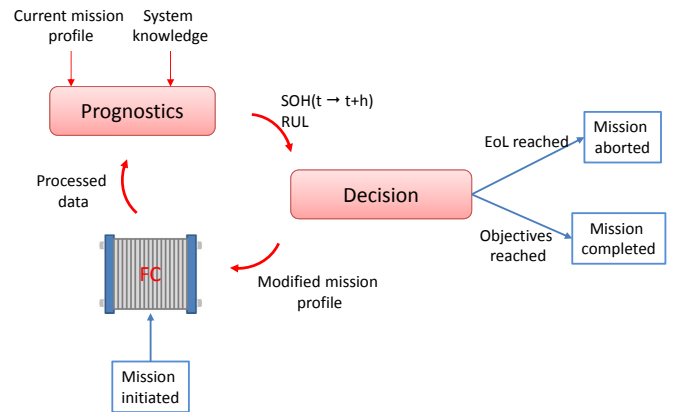 Current mission
profile
System
knowledge
Prognostics
SOH(t → t+h)
RUL
EoL reached
Mission
aborted
Processed
data
Decision
Objectives
reached
Mission
completed
FC
Modified mission
profile
Mission
initiated